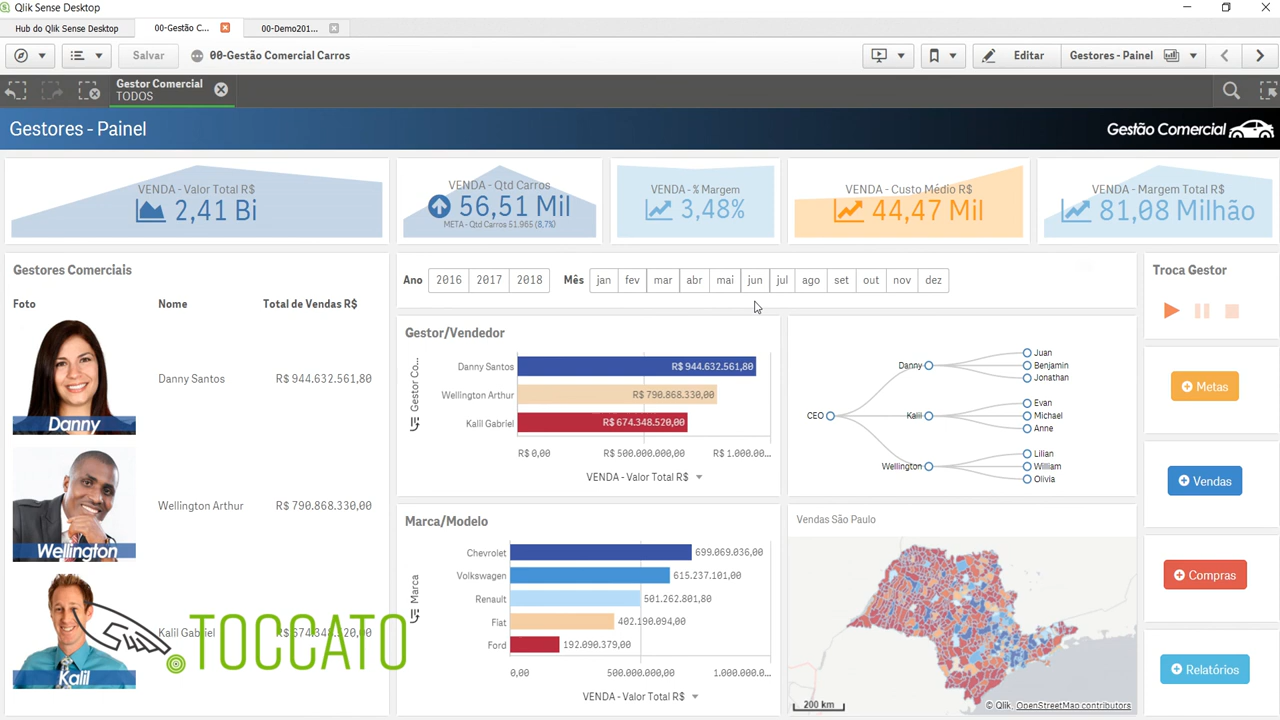 Qlik Sense Desktop
Hub do Qlik Sense Desktop
00-Gestão C...
00-Demo201...
Salvar
00-Gestão Comercial Carros
Editar
Gestores - Painel
Gestor Comercial
TODOS
Gestores - Painel
Gestão Comercial
VENDA - Valor Total R$
2,41 Bi
VENDA - Qtd Carros
56,51 Mil
META - Qtd Carros 51.965 (8,7%)
VENDA - % Margem
3,48%
VENDA - Custo Médio R$
44,47 Mil
VENDA - Margem Total R$
81,08 Milhão
Gestores Comerciais
Foto Nome Total de Vendas R$
Danny
Danny Santos R$ 944.632.561,80
Wellington
Wellington Arthur R$ 790.868.330,00
Kalil
Kalil Gabriel R$ 674.348.520,00
TOCCATO
Ano 2016 2017 2018
Mês jan fev mar abr mai jun jul ago set out nov dez
Gestor/Vendedor
Gestor Co...
Danny Santos R$ 944.632.561,80
Wellington Arthur R$ 790.868.330,00
Kalil Gabriel R$ 674.348.520,00
R$ 0,00 R$ 500.000.000,00 R$ 1.000.00...
VENDA - Valor Total R$
CEO
Danny
Juan
Benjamin
Jonathan
Kalil
Evan
Michael
Anne
Wellington
Lilian
William
Olivia
Marca/Modelo
Marca
Chevrolet 699.069.036,00
Volkswagen 615.237.101,00
Renault 501.262.801,80
Fiat 402.190.094,00
Ford 192.090.379,00
0,00 500.000.000,00 1.000.000....
VENDA - Valor Total R$
Vendas São Paulo
200 km
© Qlik, OpenStreetMap contributors
Troca Gestor
Metas
Vendas
Compras
Relatórios